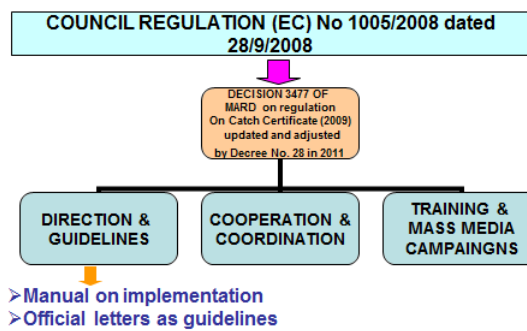 COUNCIL REGULATION (EC) No 1005/2008 dated
28/9/2008
DECISION 3477 OF
MARD on regulation
On Catch Certificate (2009)
updated and adjusted
by Decree No. 28 in 2011
DIRECTION &
GUIDELINES
COOPERATION &
COORDINATION
TRAINING &
MASS MEDIA
CAMPAINGNS
➢Manual on implementation
➢Official letters as guidelines